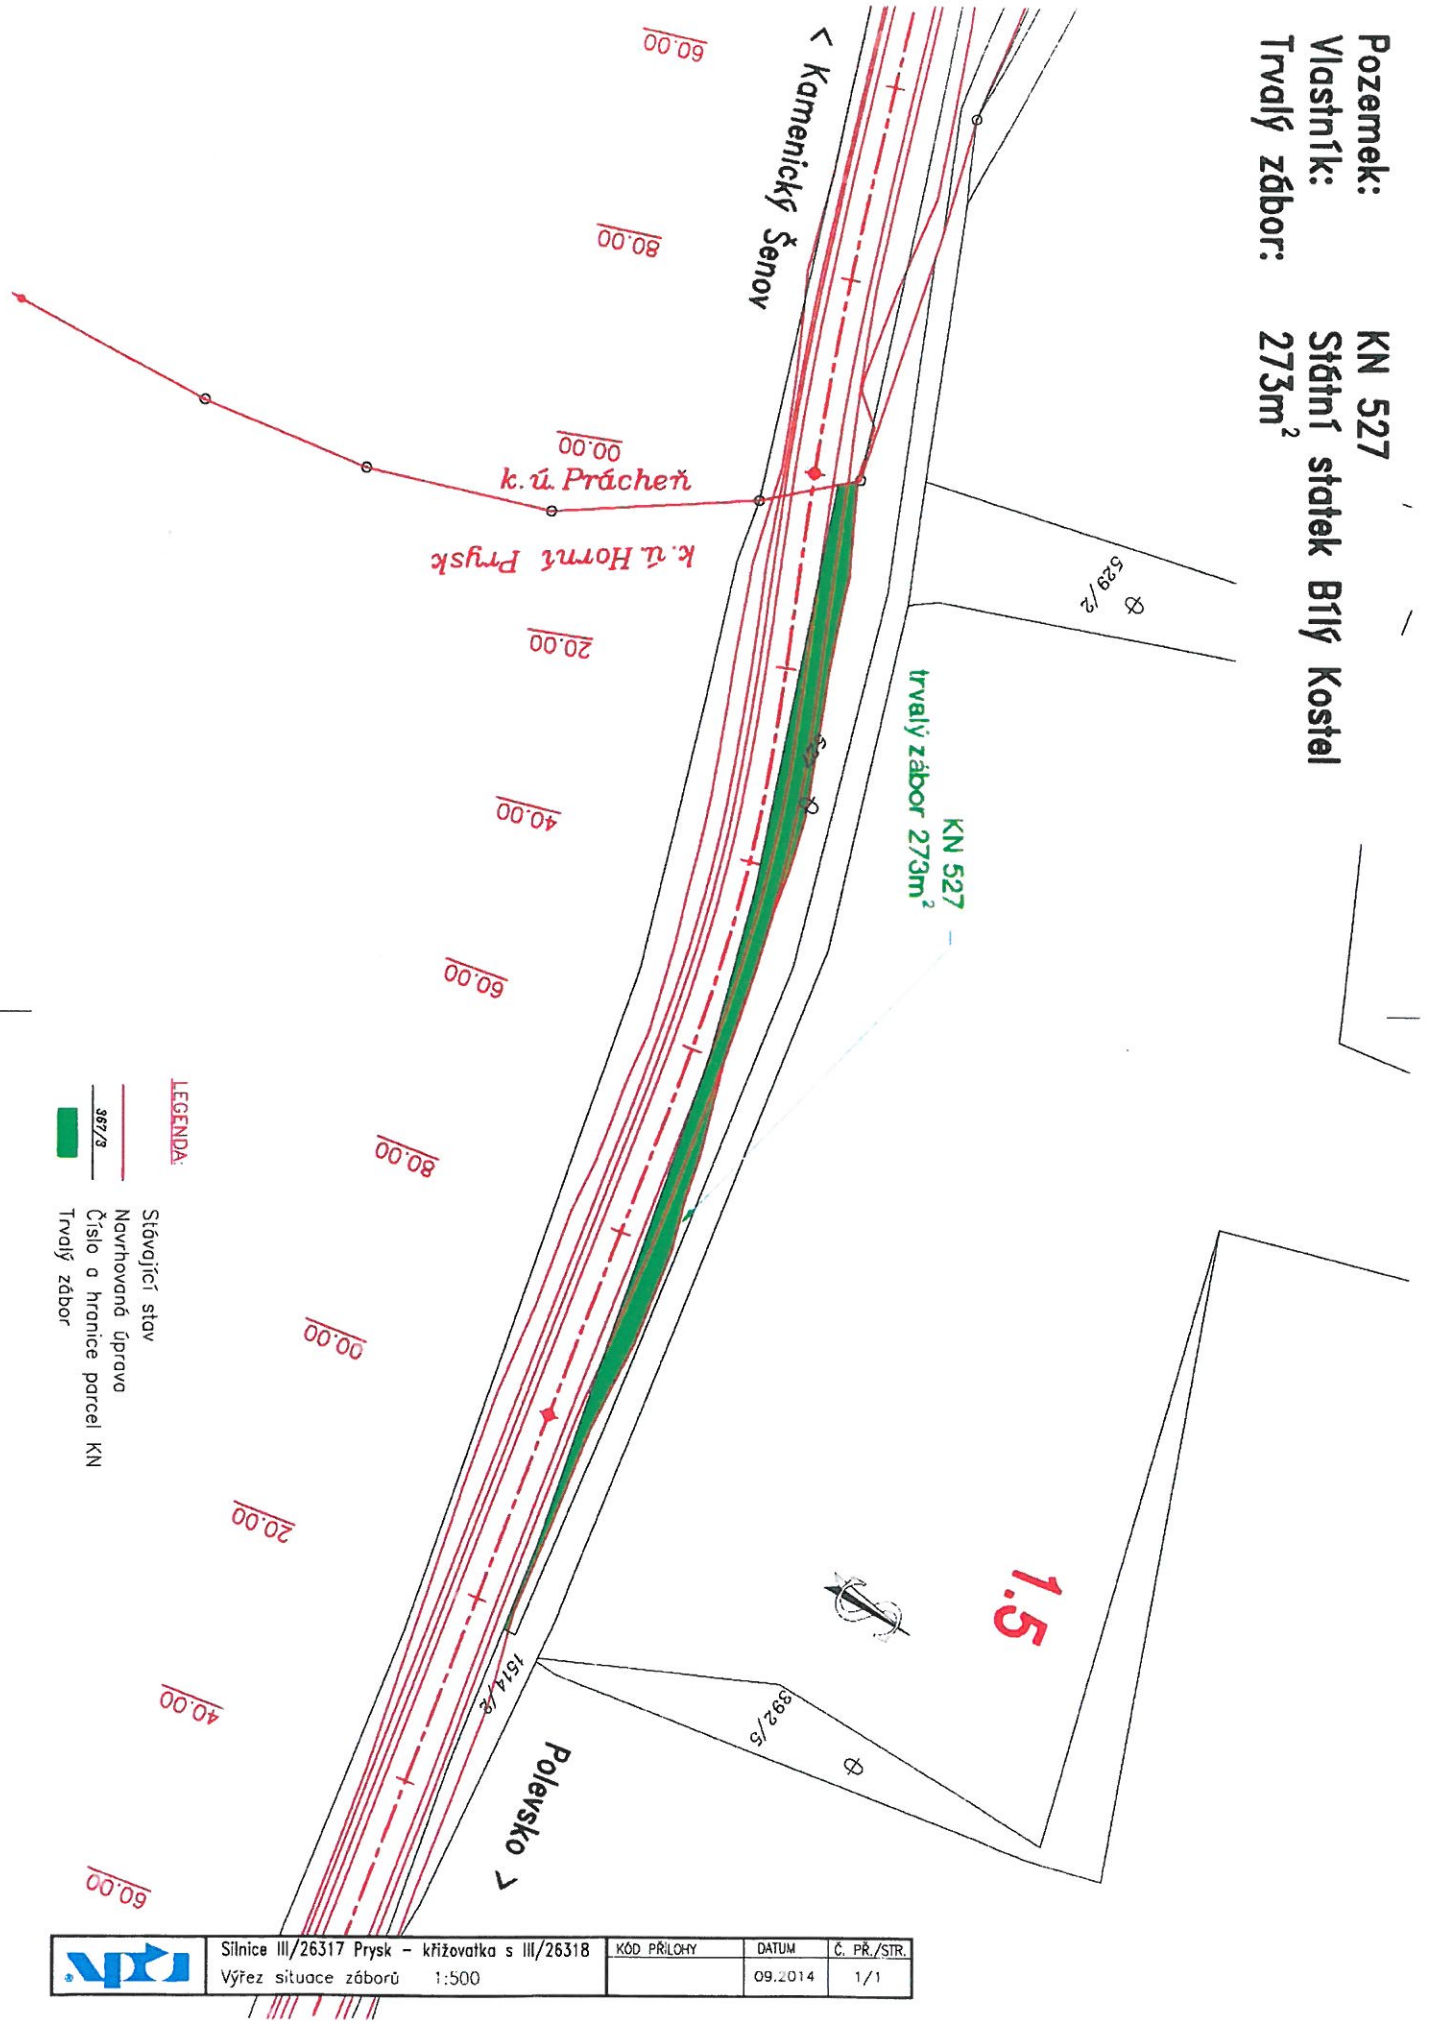 Pozemek: KN 527
Vlastník: Státní statek Bílý Kostel
Trvalý zábor: 273m²
< Kamenický Šenov
60.00
80.00
00.00
k.ú. Prácheň
k.ú. Horní Prysk
20.00
40.00
60.00
80.00
00.00
20.00
40.00
60.00
529/2
527
KN 527
trvalý zábor 273m²
1.5
392/5
1514/2
Polevsko >
LEGENDA:
Stávající stav
Navrhovaná úprava
367/3 Číslo a hranice parcel KN
Trvalý zábor
Silnice III/26317 Prysk – křižovatka s III/26318
Výřez situace záborů 1:500
KÓD PŘÍLOHY
DATUM
09.2014
Č. PŘ./STR.
1/1